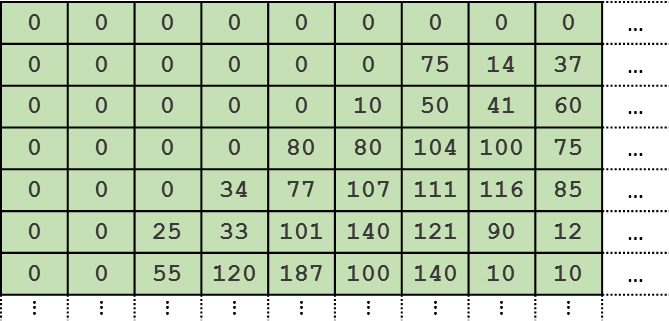 0 0 0 0 0 0 0 0 0 ...
0 0 0 0 0 0 75 14 37 ...
0 0 0 0 0 10 50 41 60 ...
0 0 0 0 80 80 104 100 75 ...
0 0 0 34 77 107 111 116 85 ...
0 0 25 33 101 140 121 90 12 ...
0 0 55 120 187 100 140 10 10 ...
⋮ ⋮ ⋮ ⋮ ⋮ ⋮ ⋮ ⋮ ⋮